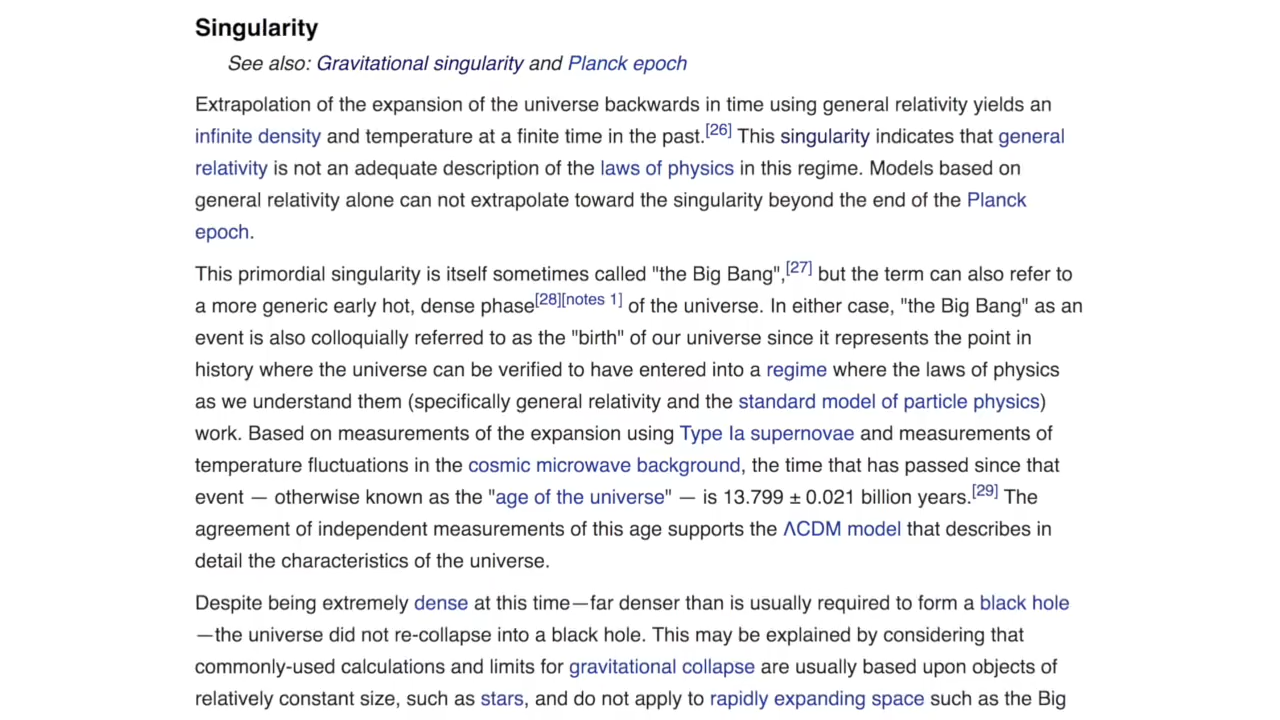 Singularity
See also: Gravitational singularity and Planck epoch
Extrapolation of the expansion of the universe backwards in time using general relativity yields an
infinite density and temperature at a finite time in the past.[26] This singularity indicates that general
relativity is not an adequate description of the laws of physics in this regime. Models based on
general relativity alone can not extrapolate toward the singularity beyond the end of the Planck
epoch.
This primordial singularity is itself sometimes called "the Big Bang",[27] but the term can also refer to
a more generic early hot, dense phase[28][notes 1] of the universe. In either case, "the Big Bang" as an
event is also colloquially referred to as the "birth" of our universe since it represents the point in
history where the universe can be verified to have entered into a regime where the laws of physics
as we understand them (specifically general relativity and the standard model of particle physics)
work. Based on measurements of the expansion using Type Ia supernovae and measurements of
temperature fluctuations in the cosmic microwave background, the time that has passed since that
event — otherwise known as the "age of the universe" — is 13.799 ± 0.021 billion years.[29] The
agreement of independent measurements of this age supports the ΛCDM model that describes in
detail the characteristics of the universe.
Despite being extremely dense at this time—far denser than is usually required to form a black hole
—the universe did not re-collapse into a black hole. This may be explained by considering that
commonly-used calculations and limits for gravitational collapse are usually based upon objects of
relatively constant size, such as stars, and do not apply to rapidly expanding space such as the Big